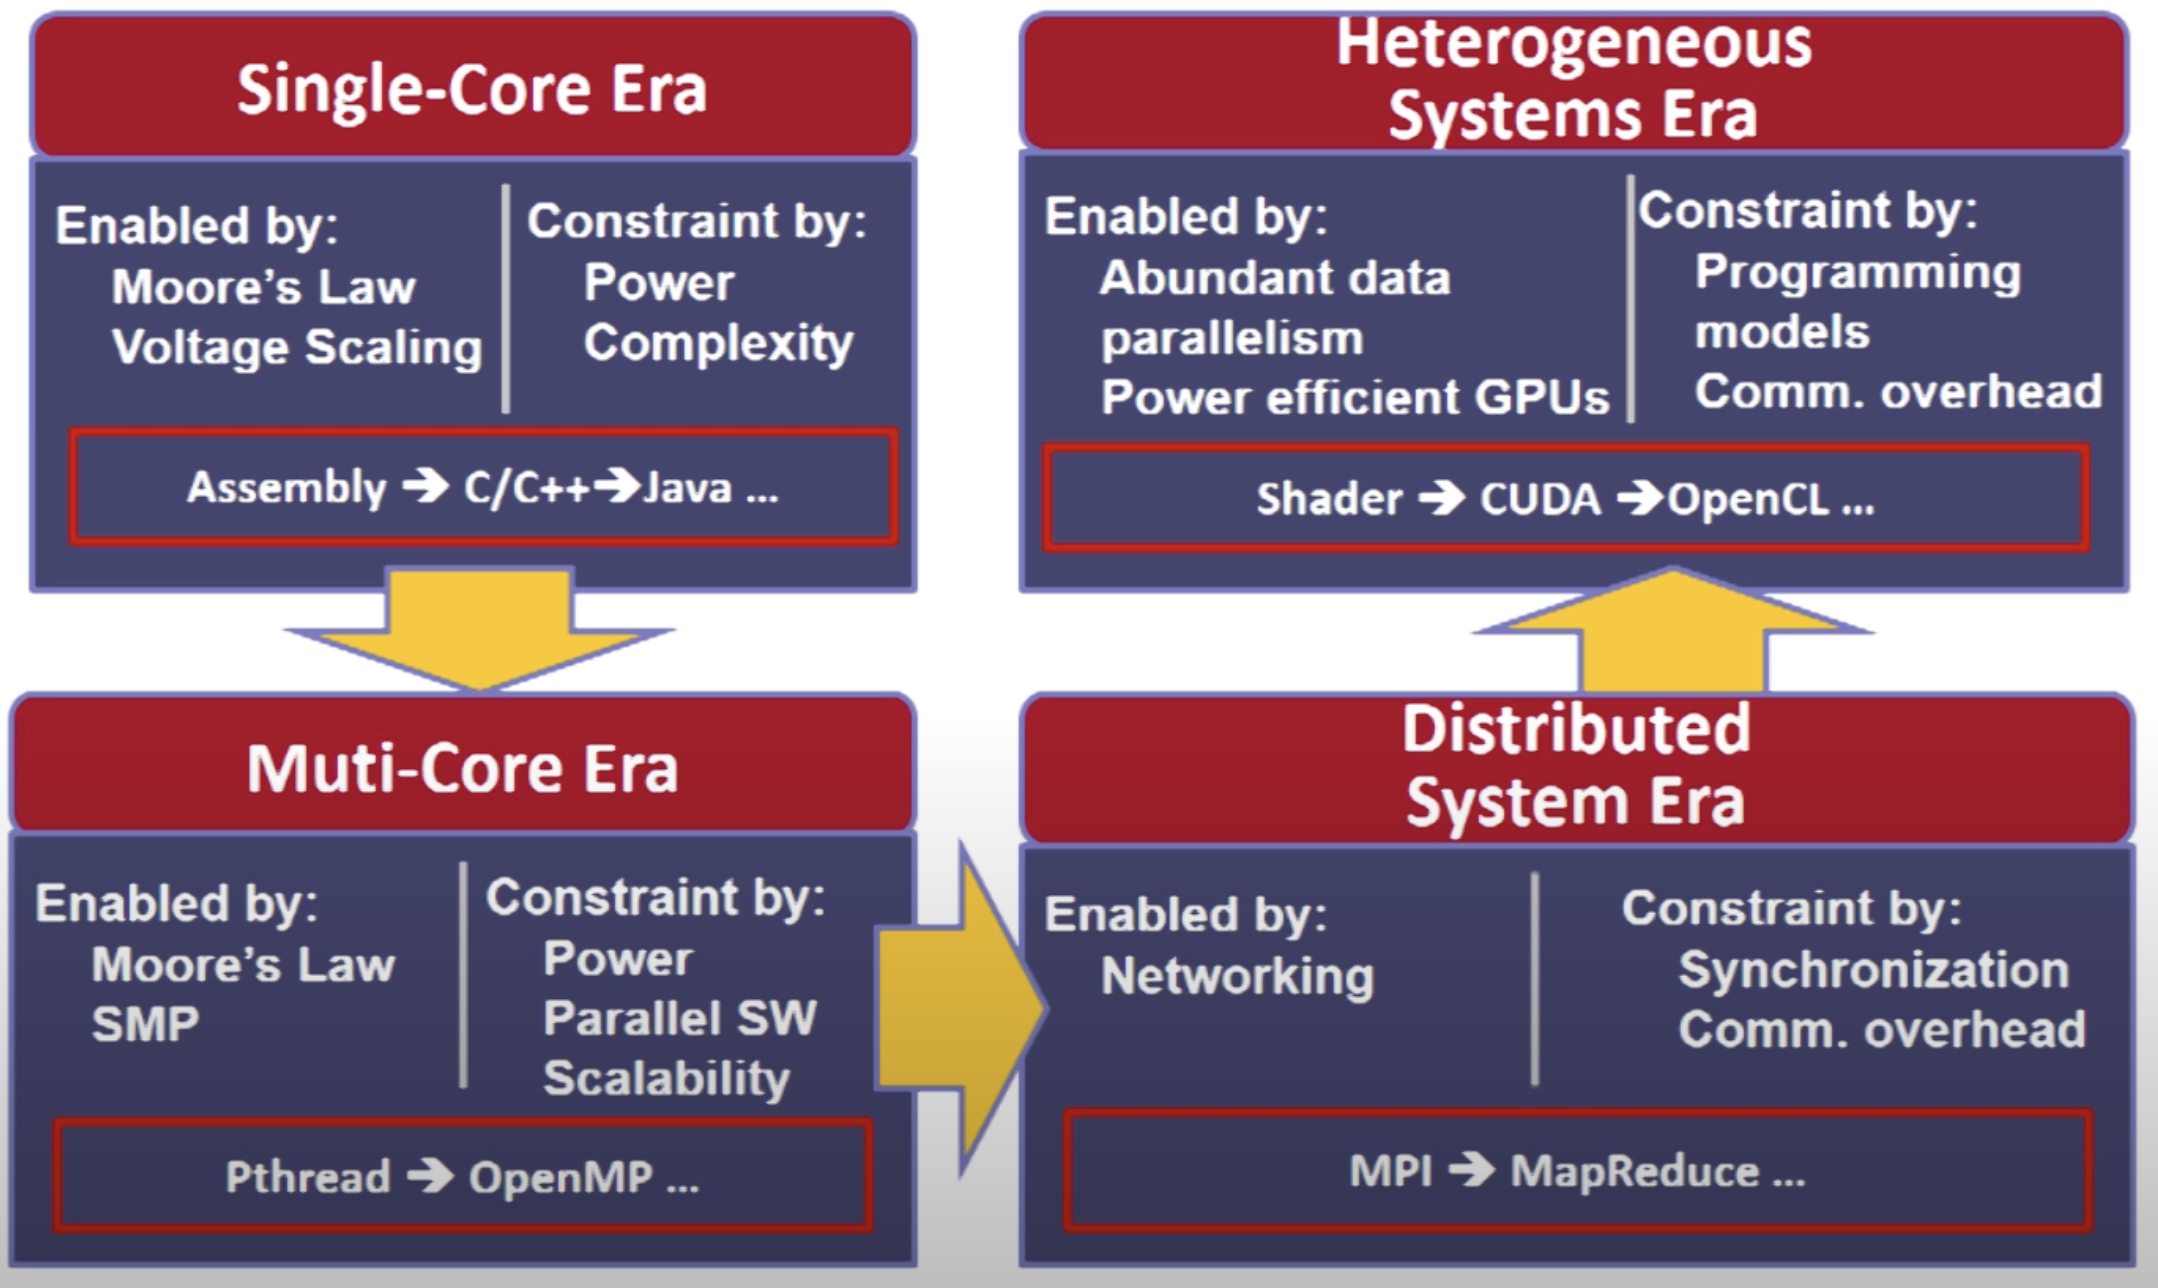 Single-Core Era
Enabled by:
Moore's Law
Voltage Scaling
Constraint by:
Power
Complexity
Assembly ➔ C/C++➔Java ...
Muti-Core Era
Enabled by:
Moore's Law
SMP
Constraint by:
Power
Parallel SW
Scalability
Pthread ➔ OpenMP ...
Distributed
System Era
Enabled by:
Networking
Constraint by:
Synchronization
Comm. overhead
MPI ➔ MapReduce ...
Heterogeneous
Systems Era
Enabled by:
Abundant data
parallelism
Power efficient GPUs
Constraint by:
Programming
models
Comm. overhead
Shader ➔ CUDA ➔OpenCL ...